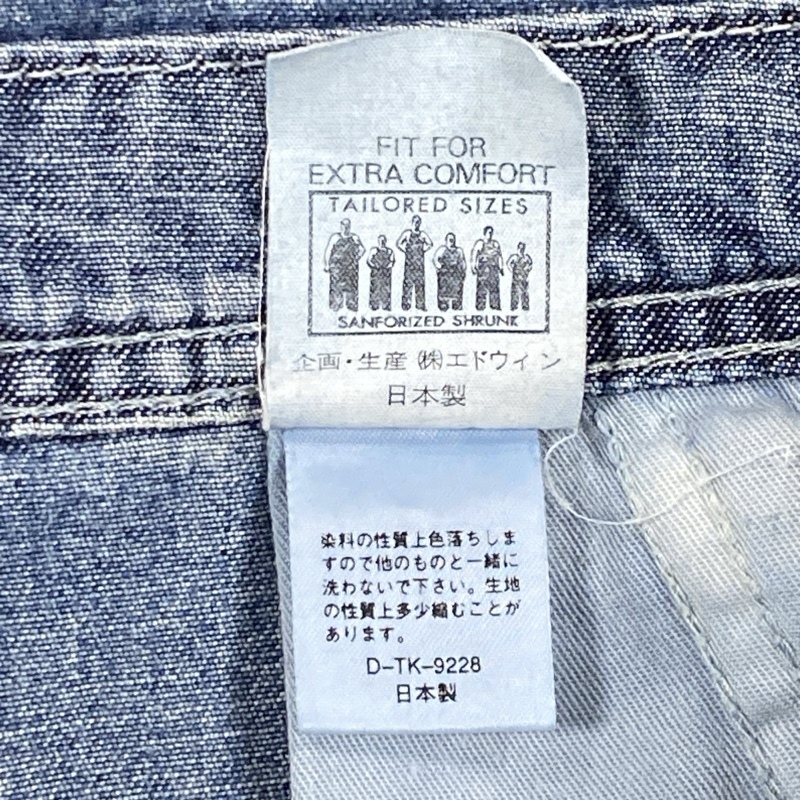 FIT FOR
EXTRA COMFORT
TAILORED SIZES
SANFORIZED SHRUNK
企画・生産 ㈱エドウィン
日本製
染料の性質上色落ちしま
すので他のものと一緒に
洗わないで下さい。生地
の性質上多少縮むことが
あります。
D-TK-9228
日本製